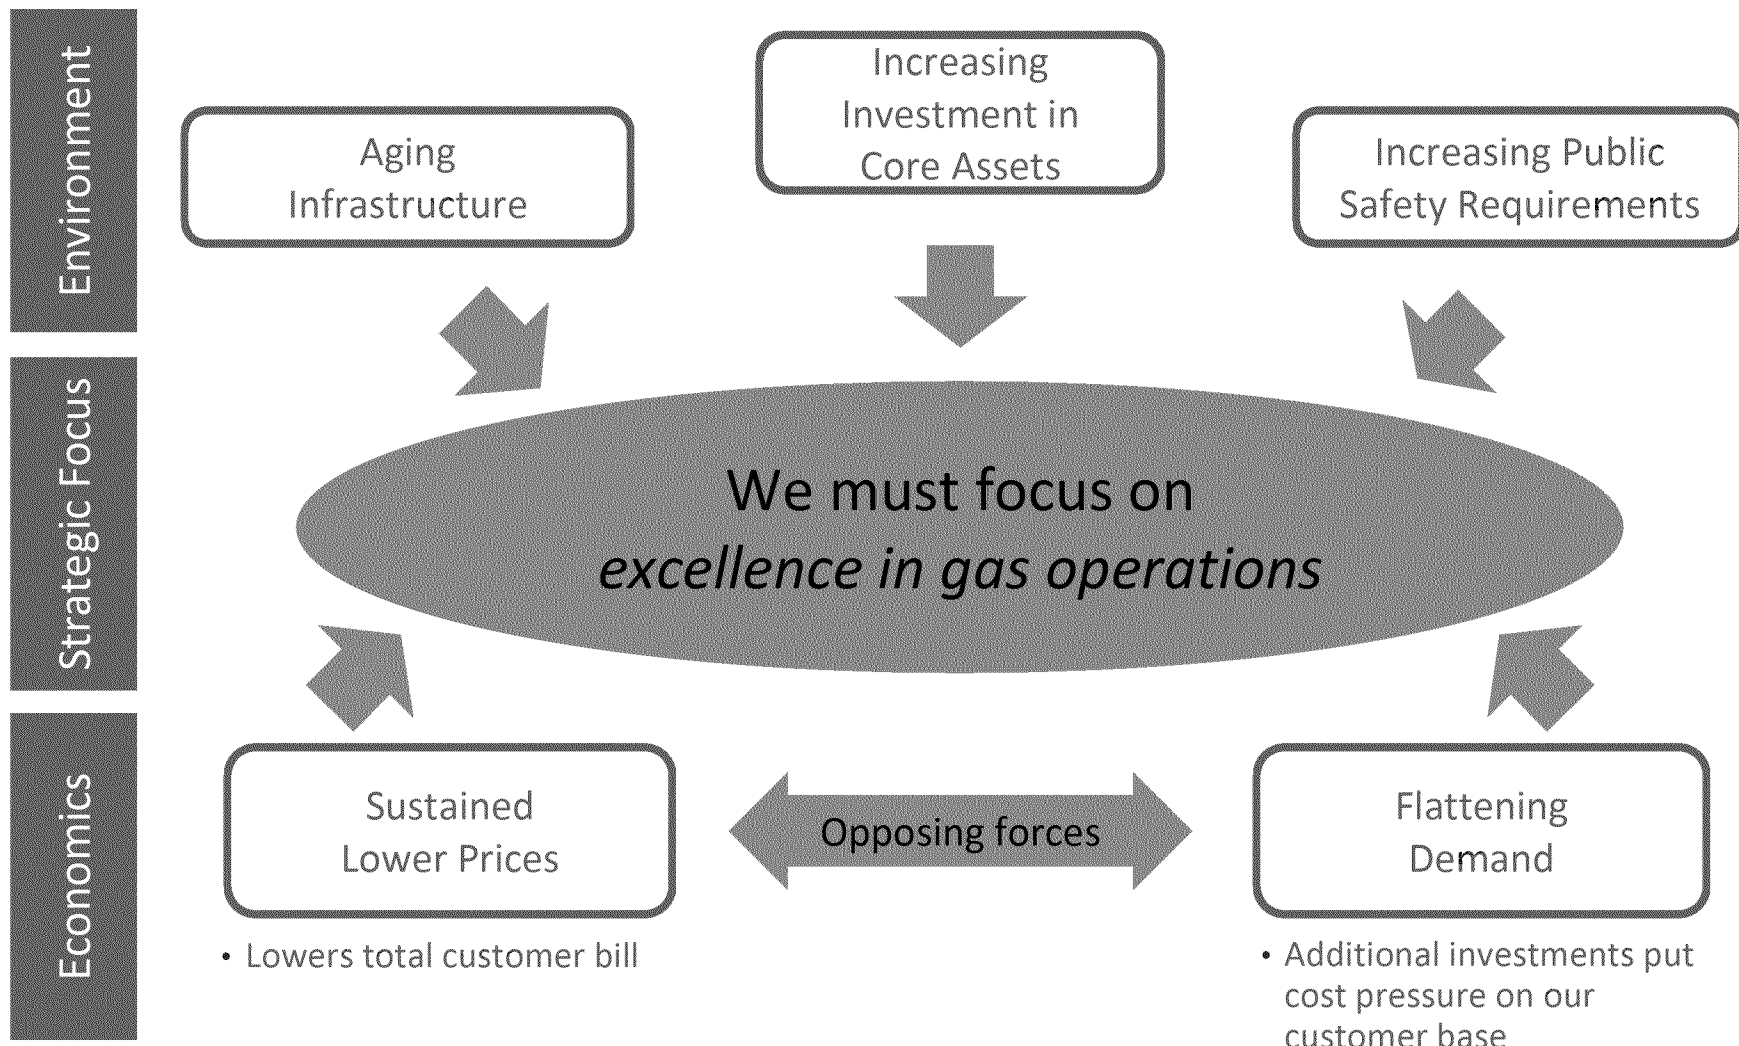 Environment
Aging
Infrastructure
Increasing
Investment in
Core Assets
Increasing Public
Safety Requirements
Strategic Focus
We must focus on
excellence in gas operations
Economics
Sustained
Lower Prices
• Lowers total customer bill
Opposing forces
Flattening
Demand
• Additional investments put
cost pressure on our
customer base